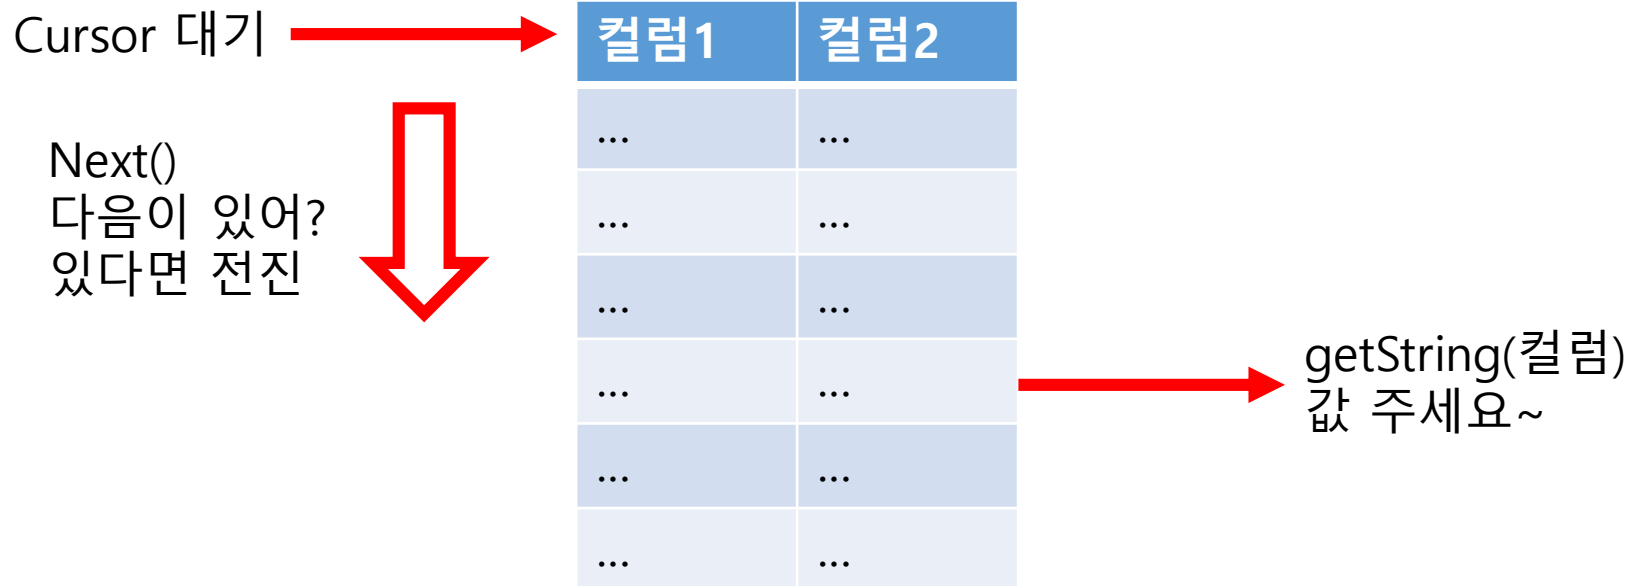 Cursor 대기
컬럼1 컬럼2
Next()
다음이 있어?
있다면 전진
... ...
... ...
... ...
... ...
... ...
... ...
getString(컬럼)
값 주세요~